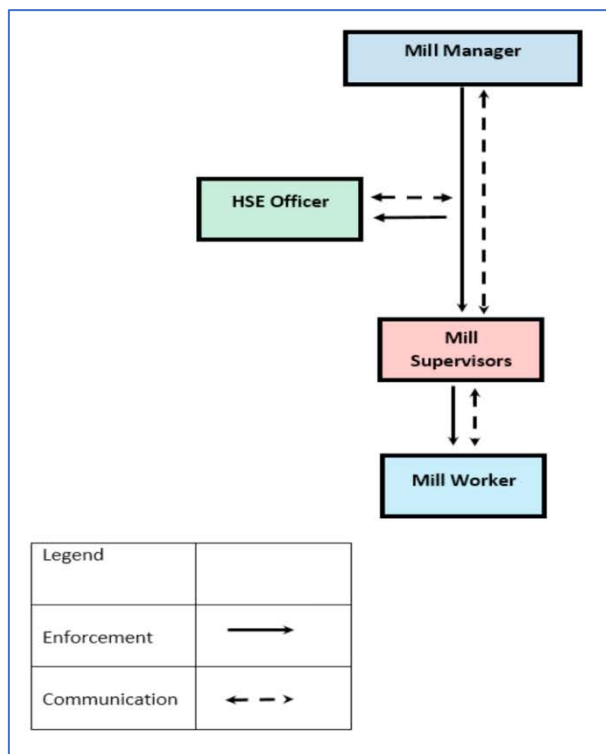 Mill Manager
HSE Officer
Mill
Supervisors
Mill Worker
Legend
Enforcement
Communication